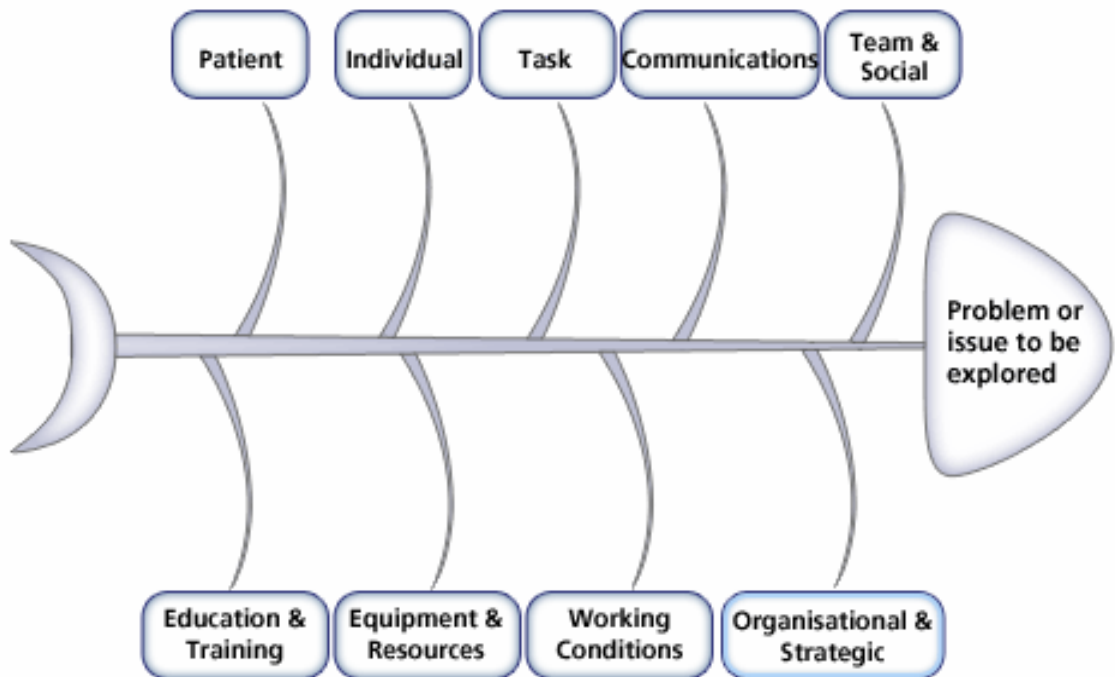 Patient
Individual
Task
Communications
Team &
Social
Problem or
issue to be
explored
Education &
Training
Equipment &
Resources
Working
Conditions
Organisational &
Strategic